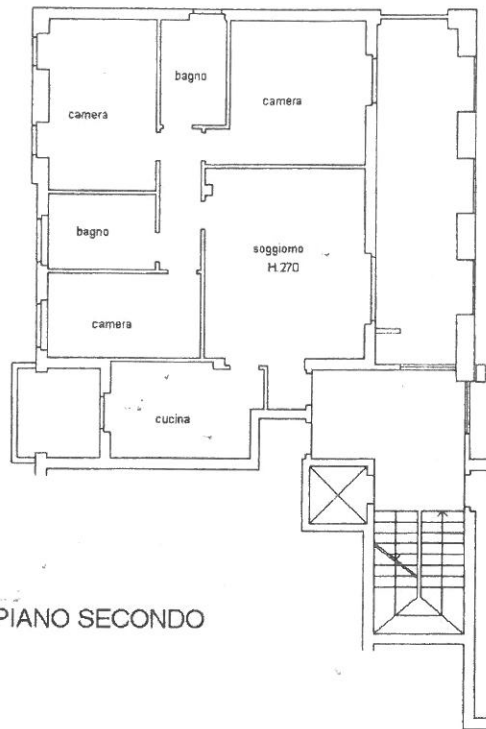 bagno
camera
camera
bagno
soggiorno
H.270
camera
cucina
PIANO SECONDO